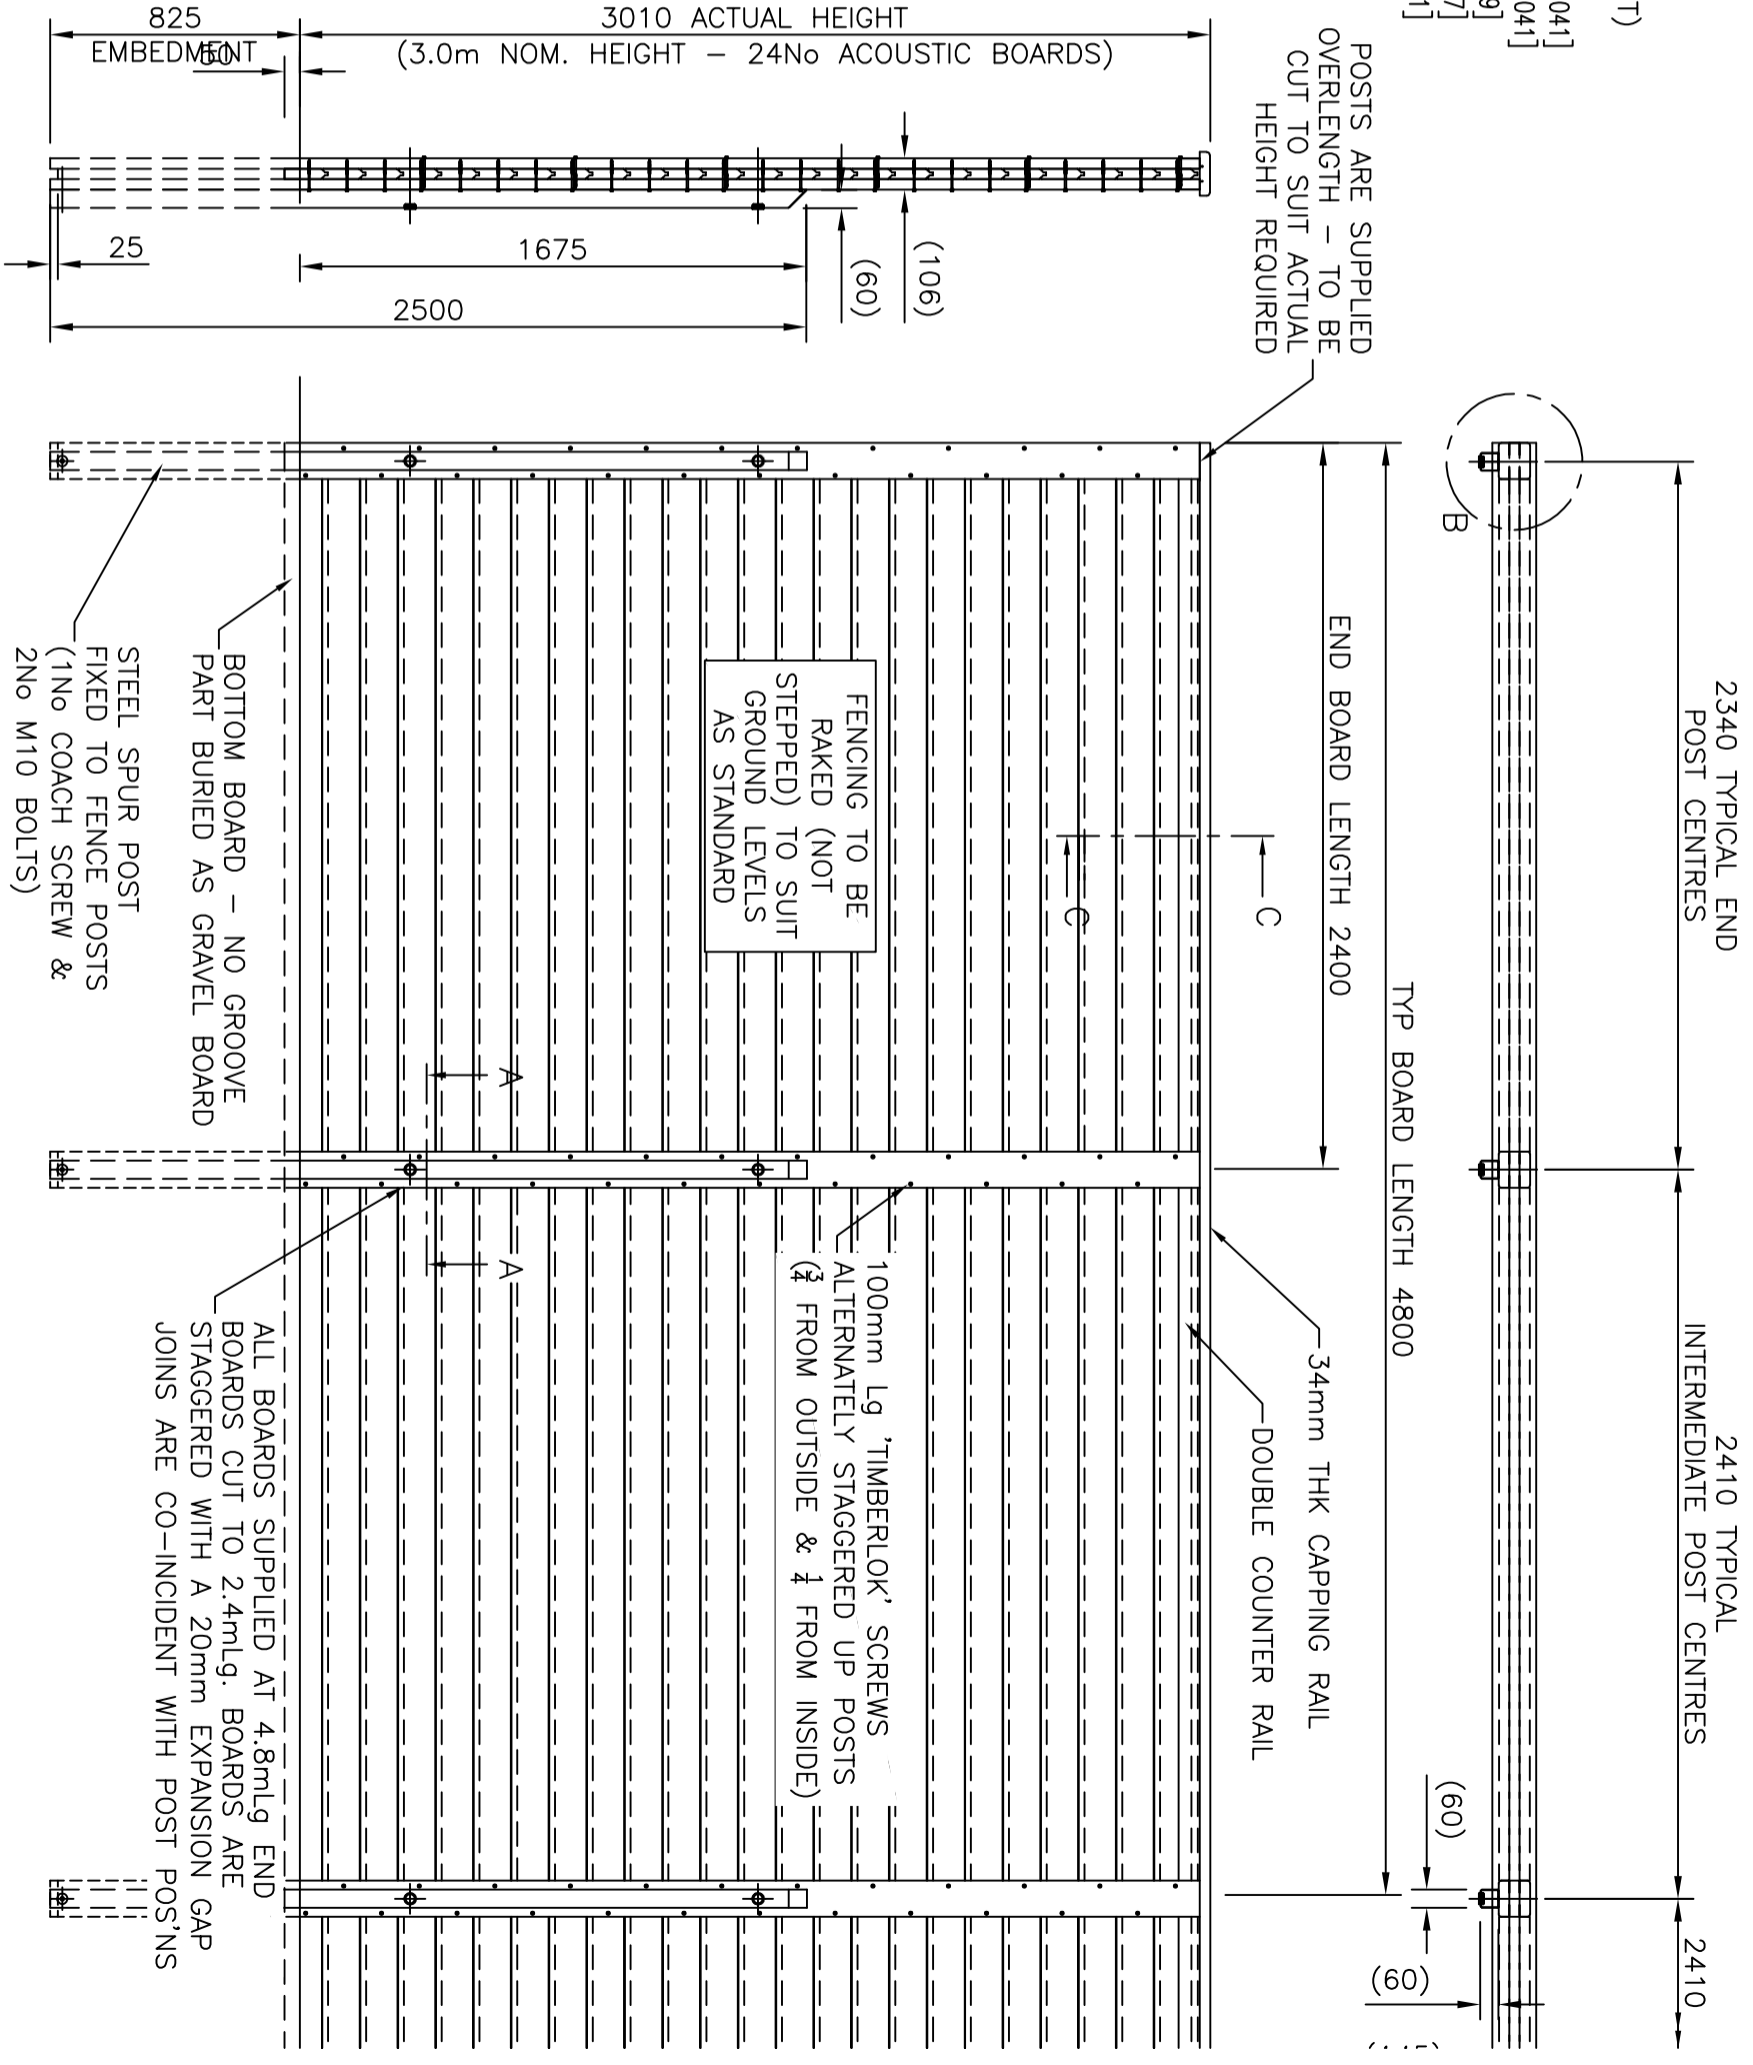 T)
041]
041]
9]
7]
1]
2340 TYPICAL END
POST CENTRES
2410 TYPICAL
INTERMEDIATE POST CENTRES
2410
B
(60)
(60)
TYP BOARD LENGTH 4800
END BOARD LENGTH 2400
POSTS ARE SUPPLIED
OVERLENGTH – TO BE
CUT TO SUIT ACTUAL
HEIGHT REQUIRED
34mm THK CAPPING RAIL
DOUBLE COUNTER RAIL
C
C
825
EMBEDMENT
50
3010 ACTUAL HEIGHT
(3.0m NOM. HEIGHT – 24No ACOUSTIC BOARDS)
(106)
(60)
25
1675
2500
FENCING TO BE
RAKED (NOT
STEPPED) TO SUIT
GROUND LEVELS
AS STANDARD
100mm Lg 'TIMBERLOK' SCREWS
ALTERNATELY STAGGERED UP POSTS
(¾ FROM OUTSIDE & ¼ FROM INSIDE)
A
A
BOTTOM BOARD – NO GROOVE
PART BURIED AS GRAVEL BOARD
STEEL SPUR POST
FIXED TO FENCE POSTS
(1No COACH SCREW &
2No M10 BOLTS)
ALL BOARDS SUPPLIED AT 4.8mLg END
BOARDS CUT TO 2.4mLg. BOARDS ARE
STAGGERED WITH A 20mm EXPANSION GAP
JOINS ARE CO-INCIDENT WITH POST POS'NS